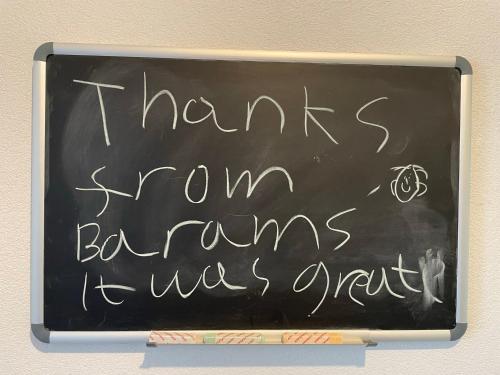 Thanks
from
Barams
It was great